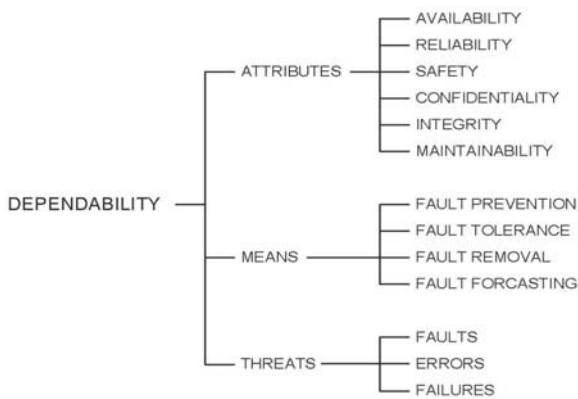 AVAILABILITY
RELIABILITY
ATTRIBUTES
SAFETY
CONFIDENTIALITY
INTEGRITY
MAINTAINABILITY
DEPENDABILITY
FAULT PREVENTION
FAULT TOLERANCE
MEANS
FAULT REMOVAL
FAULT FORCASTING
FAULTS
THREATS
ERRORS
FAILURES